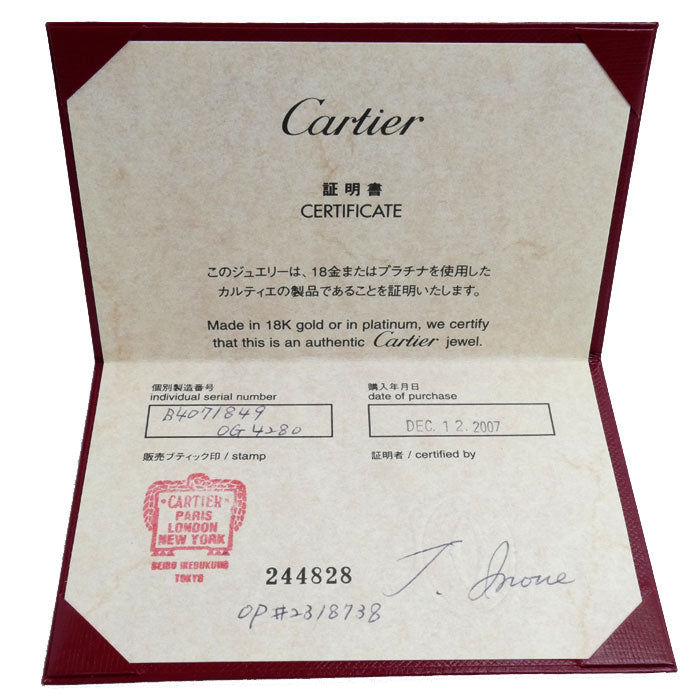 Cartier
証明書
CERTIFICATE
このジュエリーは、18金またはプラチナを使用した
カルティエの製品であることを証明いたします。
Made in 18K gold or in platinum, we certify
that this is an authentic Cartier jewel.
個別製造番号
individual serial number
B4071849
OG4280
購入年月日
date of purchase
DEC. 12.2007
販売ブティック印 / stamp
証明者 / certified by
CARTIER
PARIS
LONDON
NEW YORK
SEIBU IKEBUKURO
TOKYO
244828
OP#2318738
J. Inoue